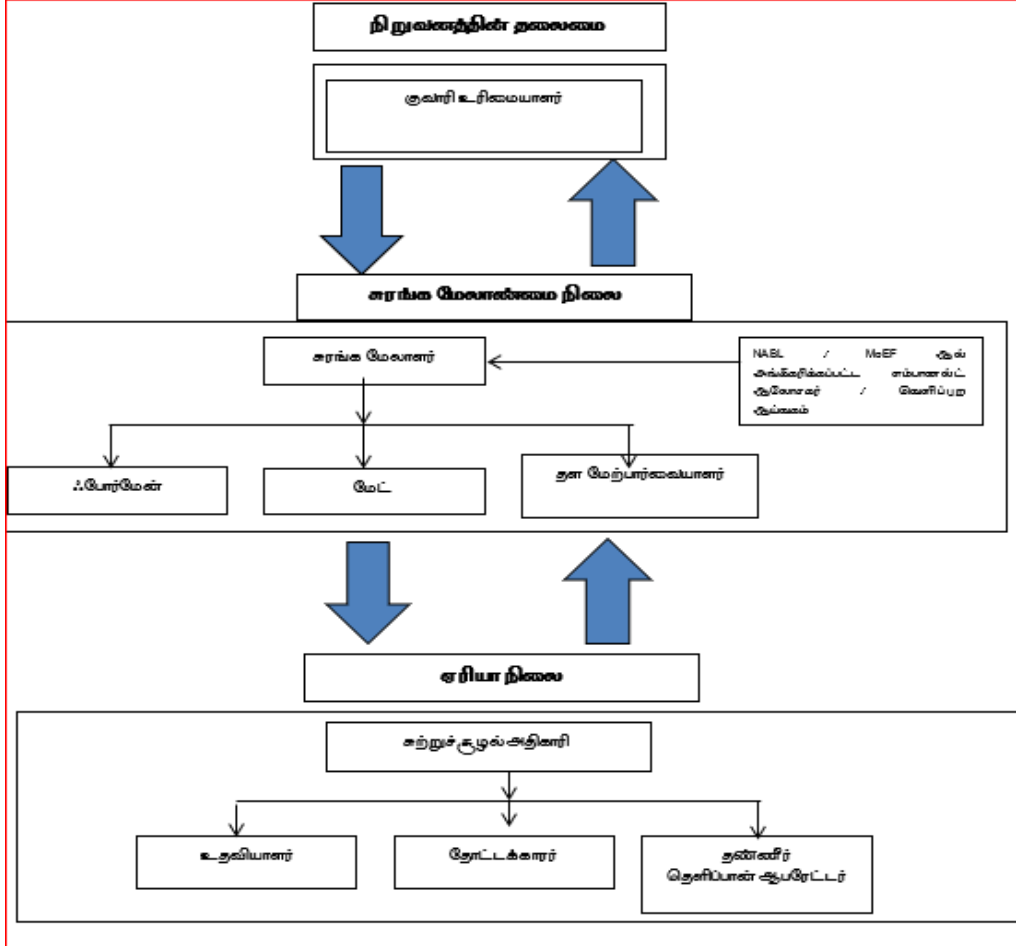 நிறுவனத்தின் தலைமை
குவாரி உரிமையாளர்
சுரங்க மேலாண்மை நிலை
சுரங்க மேலாளர்
NABL / MoEF ஆல்
அங்கீகரிக்கப்பட்ட எம்பானல்ட்
ஆலோசகர் / வெளிப்புற
ஆய்வகம்
ஃபோர்மேன்
மேட்
தள மேற்பார்வையாளர்
ஏரியா நிலை
சுற்றுச்சூழல் அதிகாரி
உதவியாளர்
தோட்டக்காரர்
தண்ணீர்
தெளிப்பான் ஆபரேட்டர்